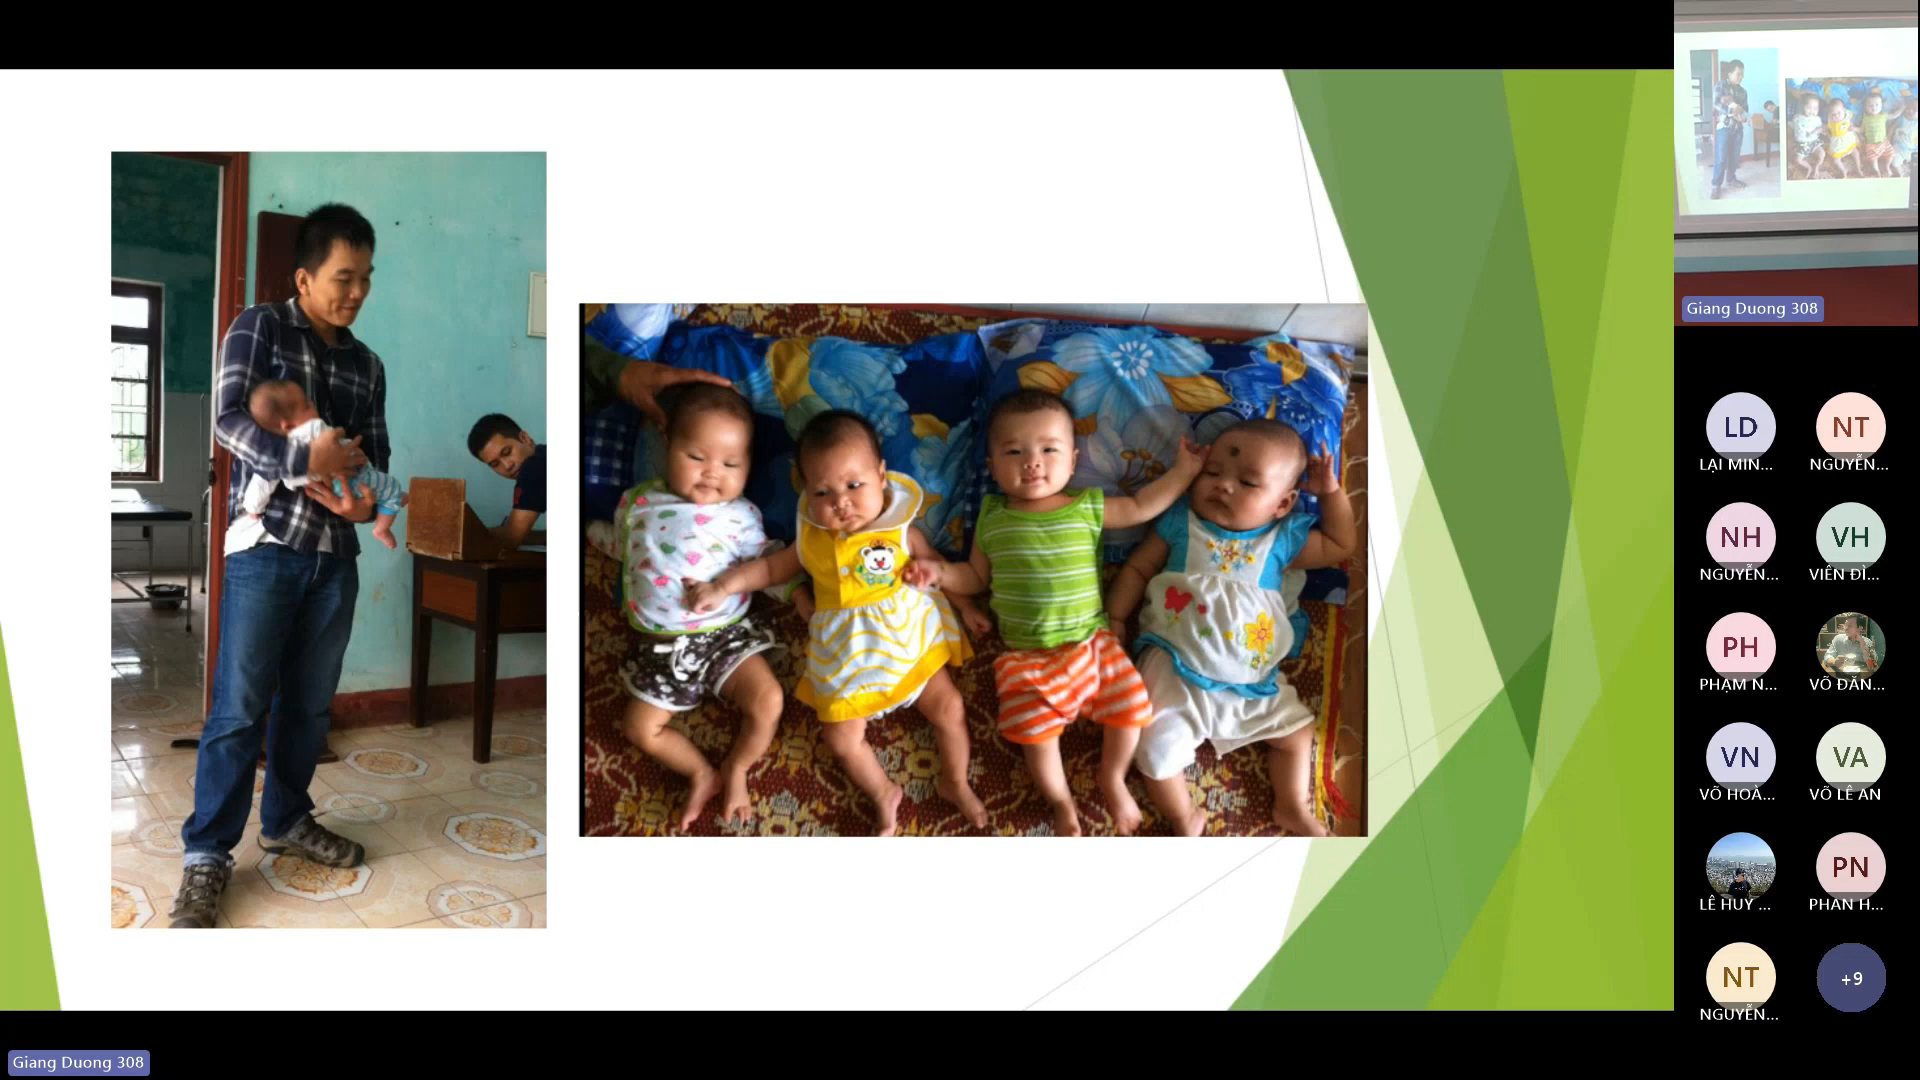 Giang Duong 308
LD
LẠI MIN...
NT
NGUYỄN...
NH
NGUYỄN...
VH
VIÊN ĐÌ...
PH
PHẠM N...
VÕ ĐĂN...
VN
VÕ HOÀ...
VA
VÕ LÊ AN
LÊ HUY ...
PN
PHAN H...
NT
NGUYỄN...
+9
Giang Duong 308